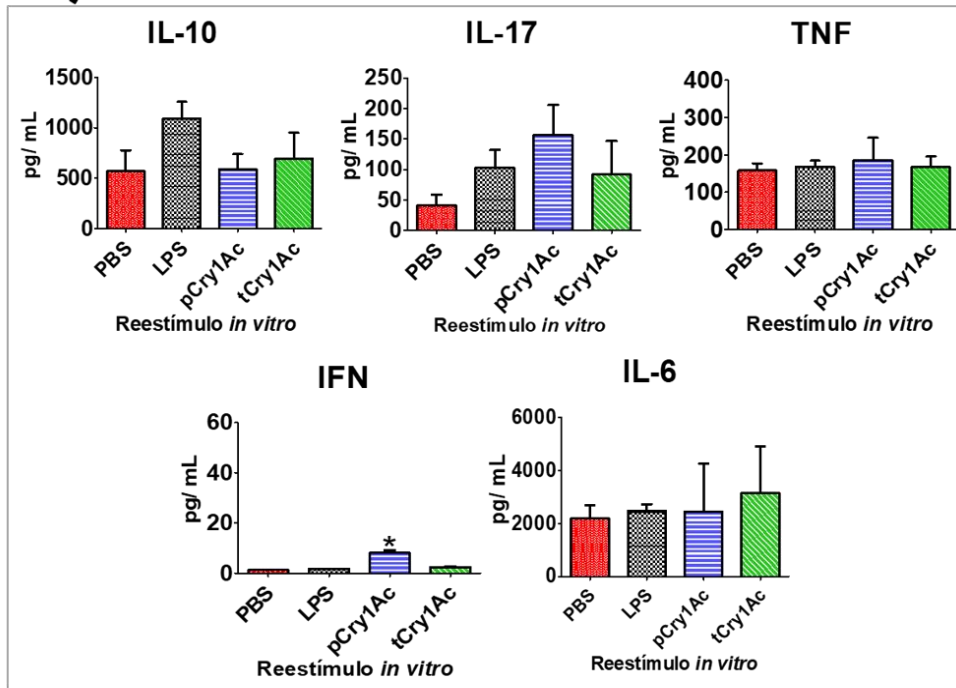 IL-10
pg/ mL
1500
1000
500
0
PBS
LPS
pCry1Ac
tCry1Ac
Reestímulo in vitro
IL-17
pg/ mL
250
200
150
100
50
0
PBS
LPS
pCry1Ac
tCry1Ac
Reestímulo in vitro
TNF
pg/ mL
400
300
200
100
0
PBS
LPS
pCry1Ac
tCry1Ac
Reestímulo in vitro
IFN
pg/ mL
60
40
20
0
*
PBS
LPS
pCry1Ac
tCry1Ac
Reestímulo in vitro
IL-6
pg/ mL
6000
4000
2000
0
PBS
LPS
pCry1Ac
tCry1Ac
Reestímulo in vitro